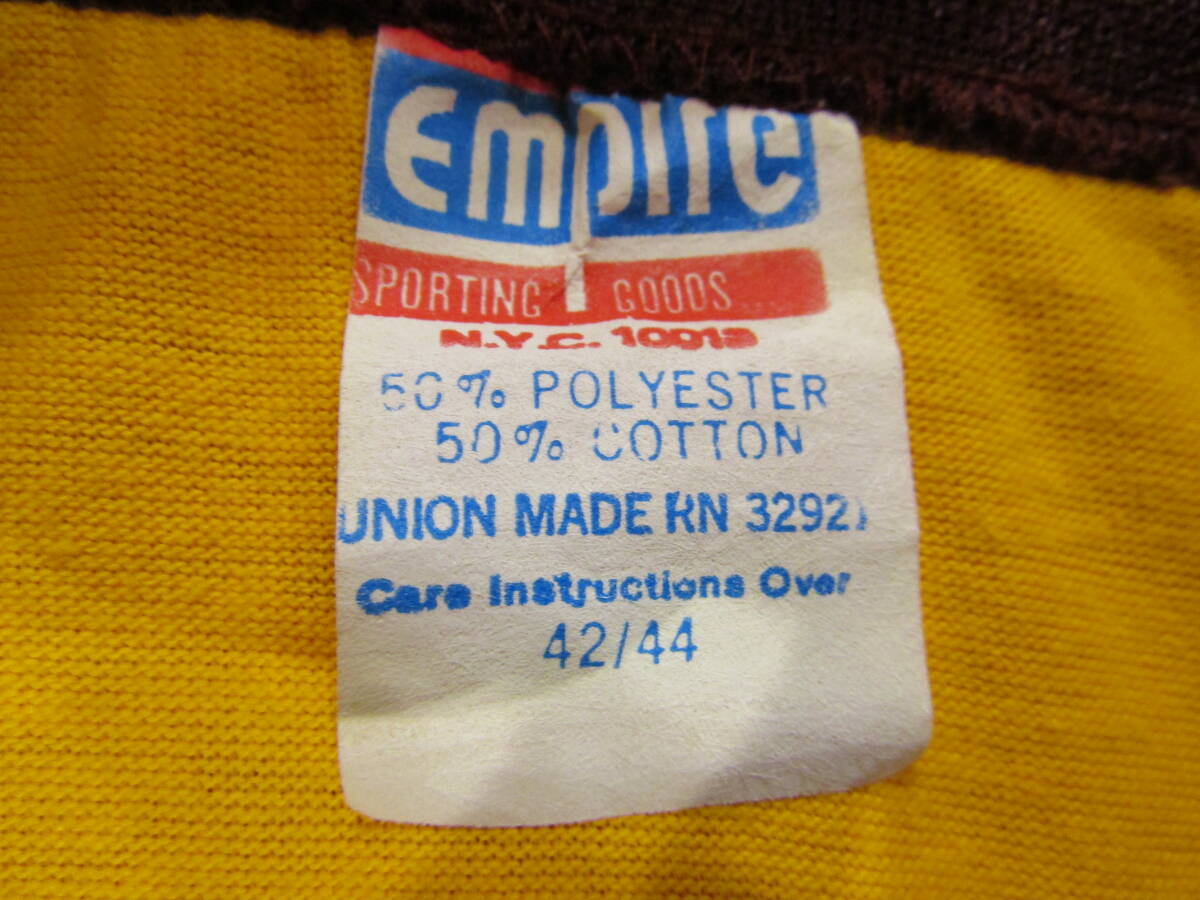 Empire
SPORTING GOODS...
N.Y.C. 10013
50% POLYESTER
50% COTTON
UNION MADE RN 32921
Care Instructions Over
42/44